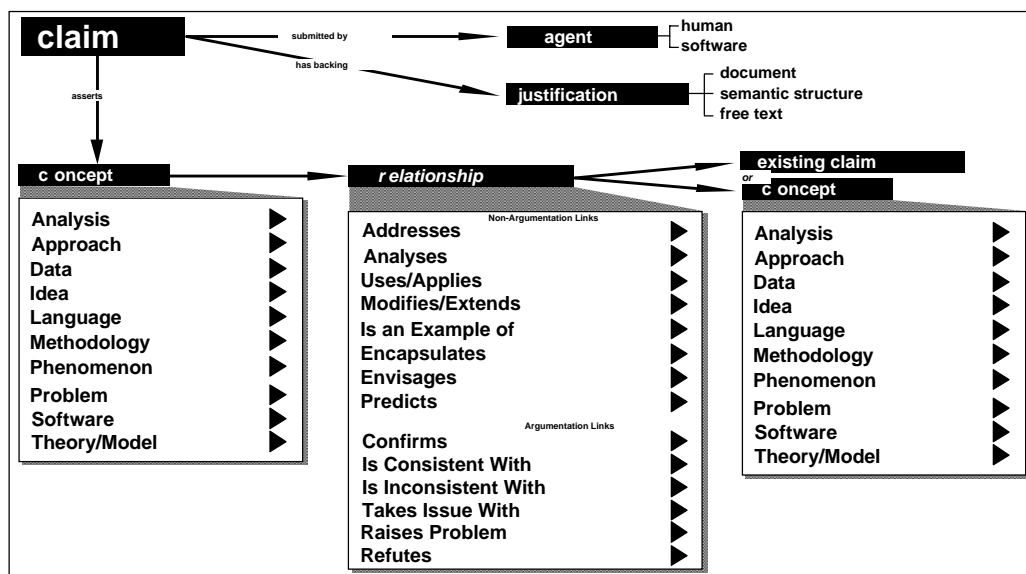 claim
submitted by
agent
human
software
has backing
justification
document
semantic structure
free text
asserts
c oncept
r elationship
existing claim
or
c oncept
Analysis
Approach
Data
Idea
Language
Methodology
Phenomenon
Problem
Software
Theory/Model
Non-Argumentation Links
Addresses
Analyses
Uses/Applies
Modifies/Extends
Is an Example of
Encapsulates
Envisages
Predicts
Argumentation Links
Confirms
Is Consistent With
Is Inconsistent With
Takes Issue With
Raises Problem
Refutes
Analysis
Approach
Data
Idea
Language
Methodology
Phenomenon
Problem
Software
Theory/Model